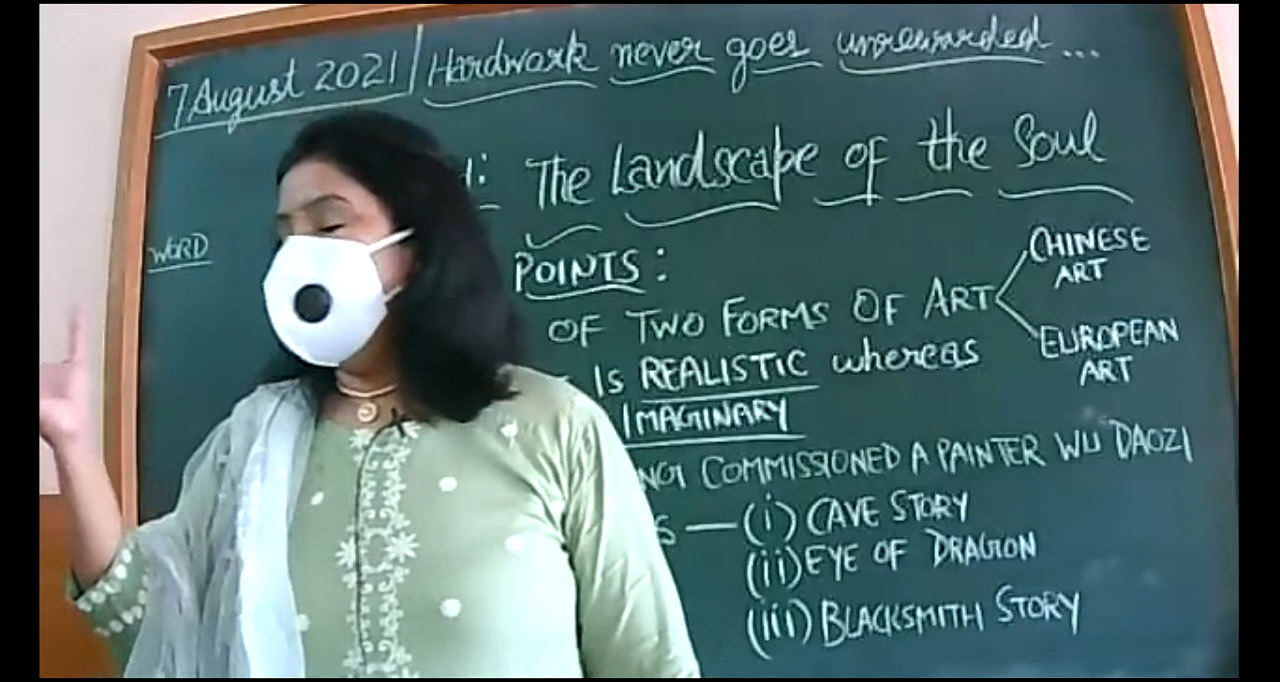 7 August 2021 | Hardwork never goes unrewarded...
1: The Landscape of the Soul
WORD
POINTS:
OF TWO FORMS OF ART
CHINESE
ART
EUROPEAN
ART
Is REALISTIC whereas
IMAGINARY
COMMISSIONED A PAINTER WU DAOZI
S — (i) CAVE STORY
(ii) EYE OF DRAGON
(iii) BLACKSMITH STORY